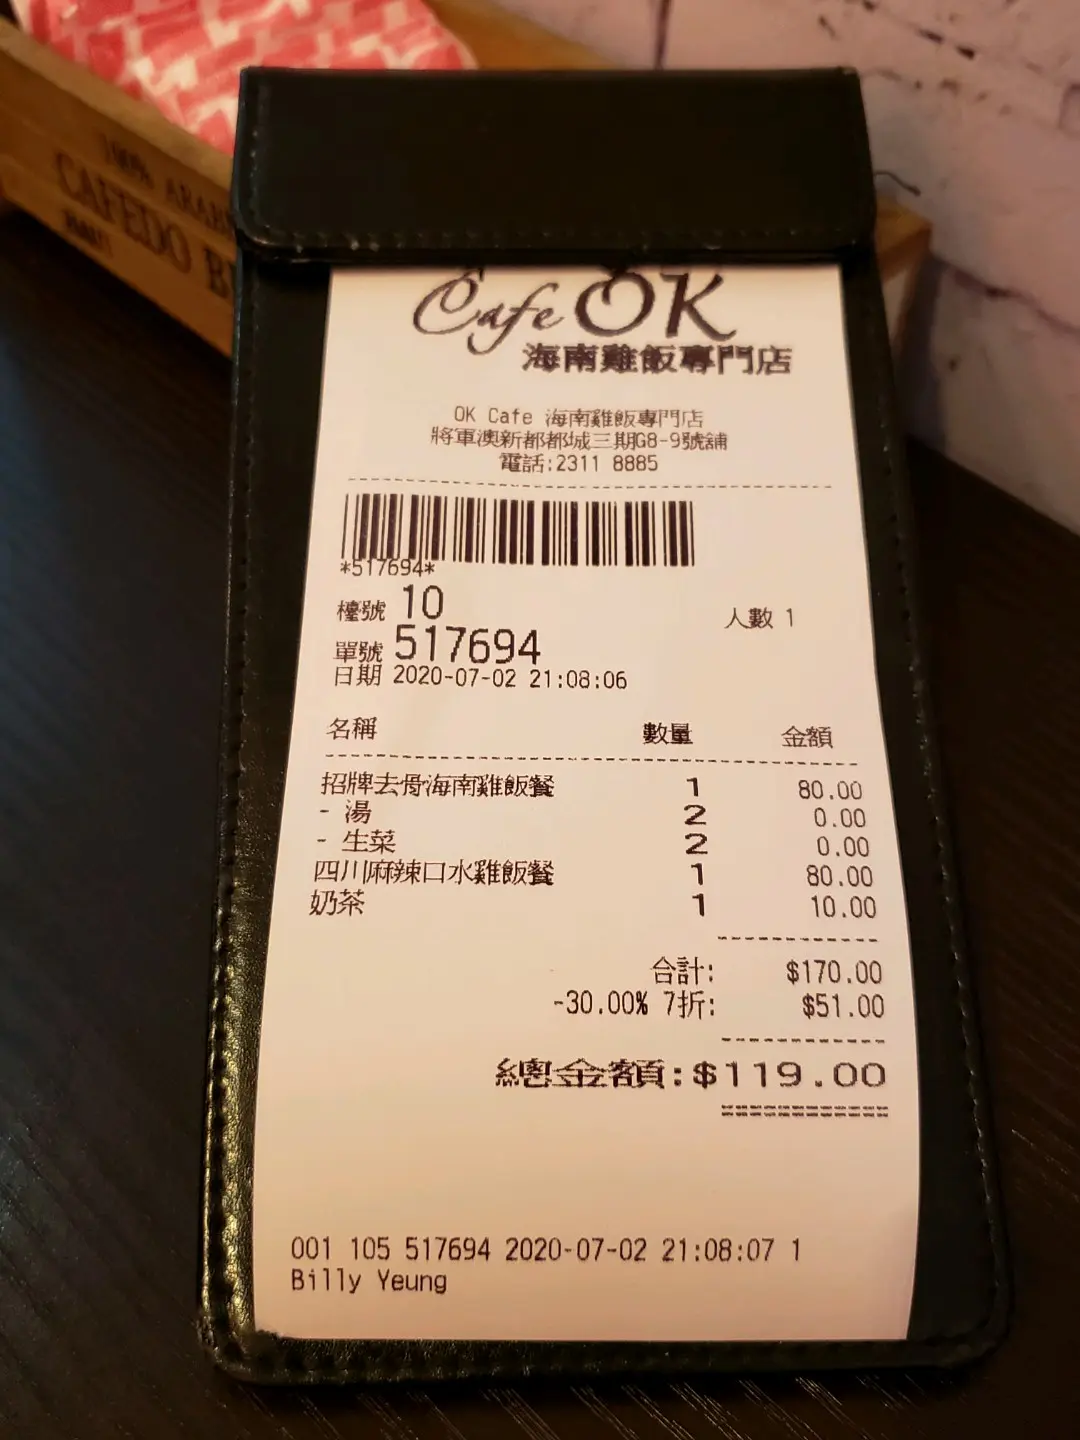 100% ARAB
CAFEDO B
Cafe OK
海南雞飯專門店
OK Cafe 海南雞飯專門店
將軍澳新都都城三期G8-9號舖
電話:2311 8885
*517694*
檯號 10 人數 1
單號 517694
日期 2020-07-02 21:08:06
名稱 數量 金額
招牌去骨海南雞飯餐 1 80.00
- 湯 2 0.00
- 生菜 2 0.00
四川麻辣口水雞飯餐 1 80.00
奶茶 1 10.00
合計: $170.00
-30.00% 7折: $51.00
總金額:$119.00
001 105 517694 2020-07-02 21:08:07 1
Billy Yeung